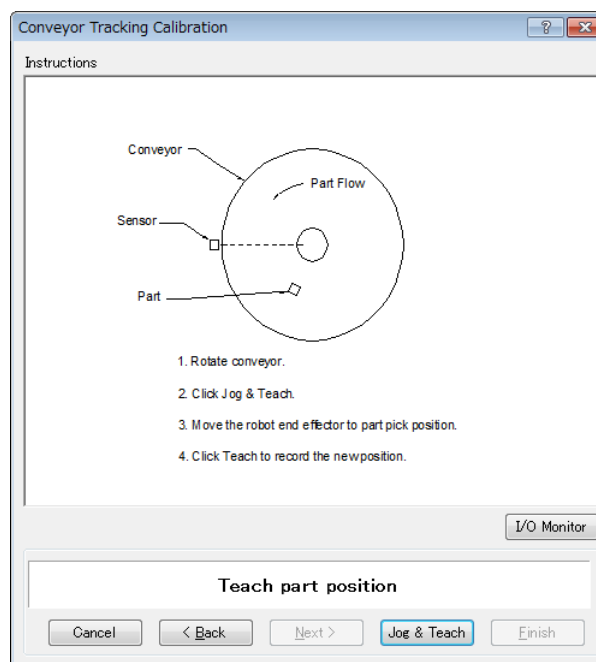 Conveyor Tracking Calibration
Instructions
Conveyor
Part Flow
Sensor
Part
1. Rotate conveyor.
2. Click Jog & Teach.
3. Move the robot end effector to part pick position.
4. Click Teach to record the new position.
I/O Monitor
Teach part position
Cancel
< Back
Next >
Jog & Teach
Finish